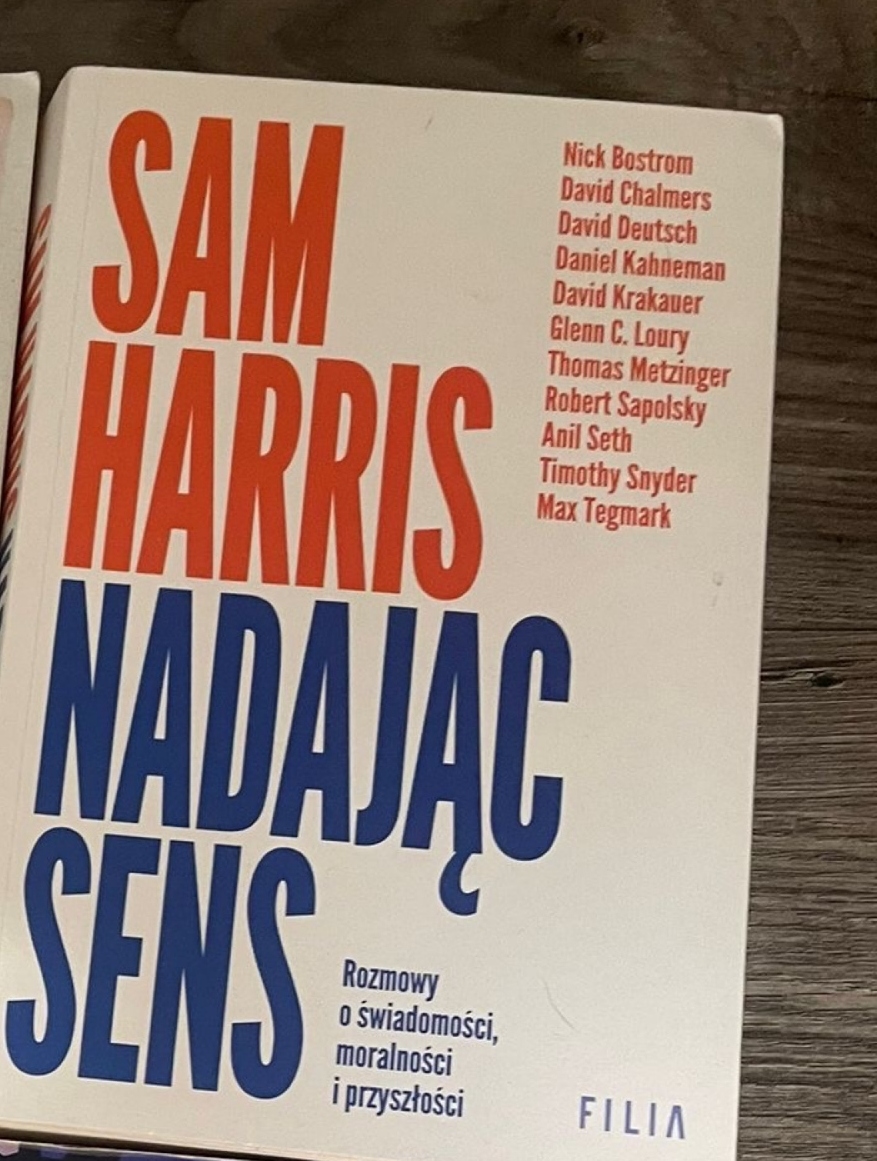 SAM
HARRIS
NADAJĄC
SENS
Nick Bostrom
David Chalmers
David Deutsch
Daniel Kahneman
David Krakauer
Glenn C. Loury
Thomas Metzinger
Robert Sapolsky
Anil Seth
Timothy Snyder
Max Tegmark
Rozmowy
o świadomości,
moralności
i przyszłości
FILIA